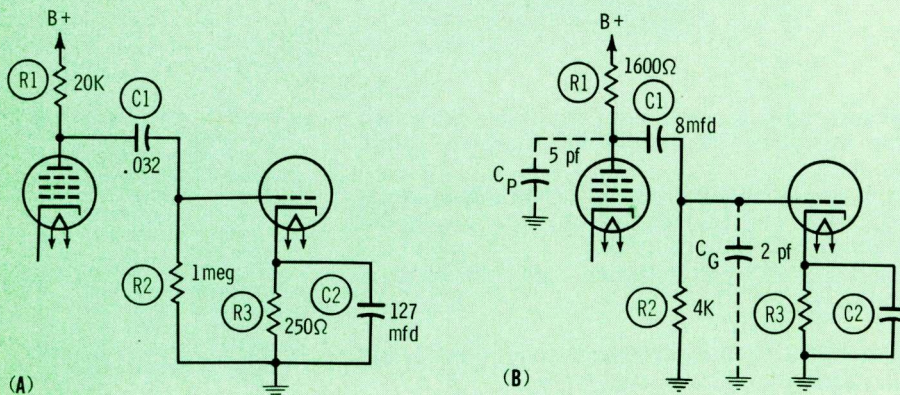 B+
R1
20K
C1
.032
R2
1meg
R3
250Ω
C2
127
mfd
(A)
B+
R1
1600Ω
C1
8mfd
5 pf
CP
CG
2 pf
R2
4K
R3
C2
(B)